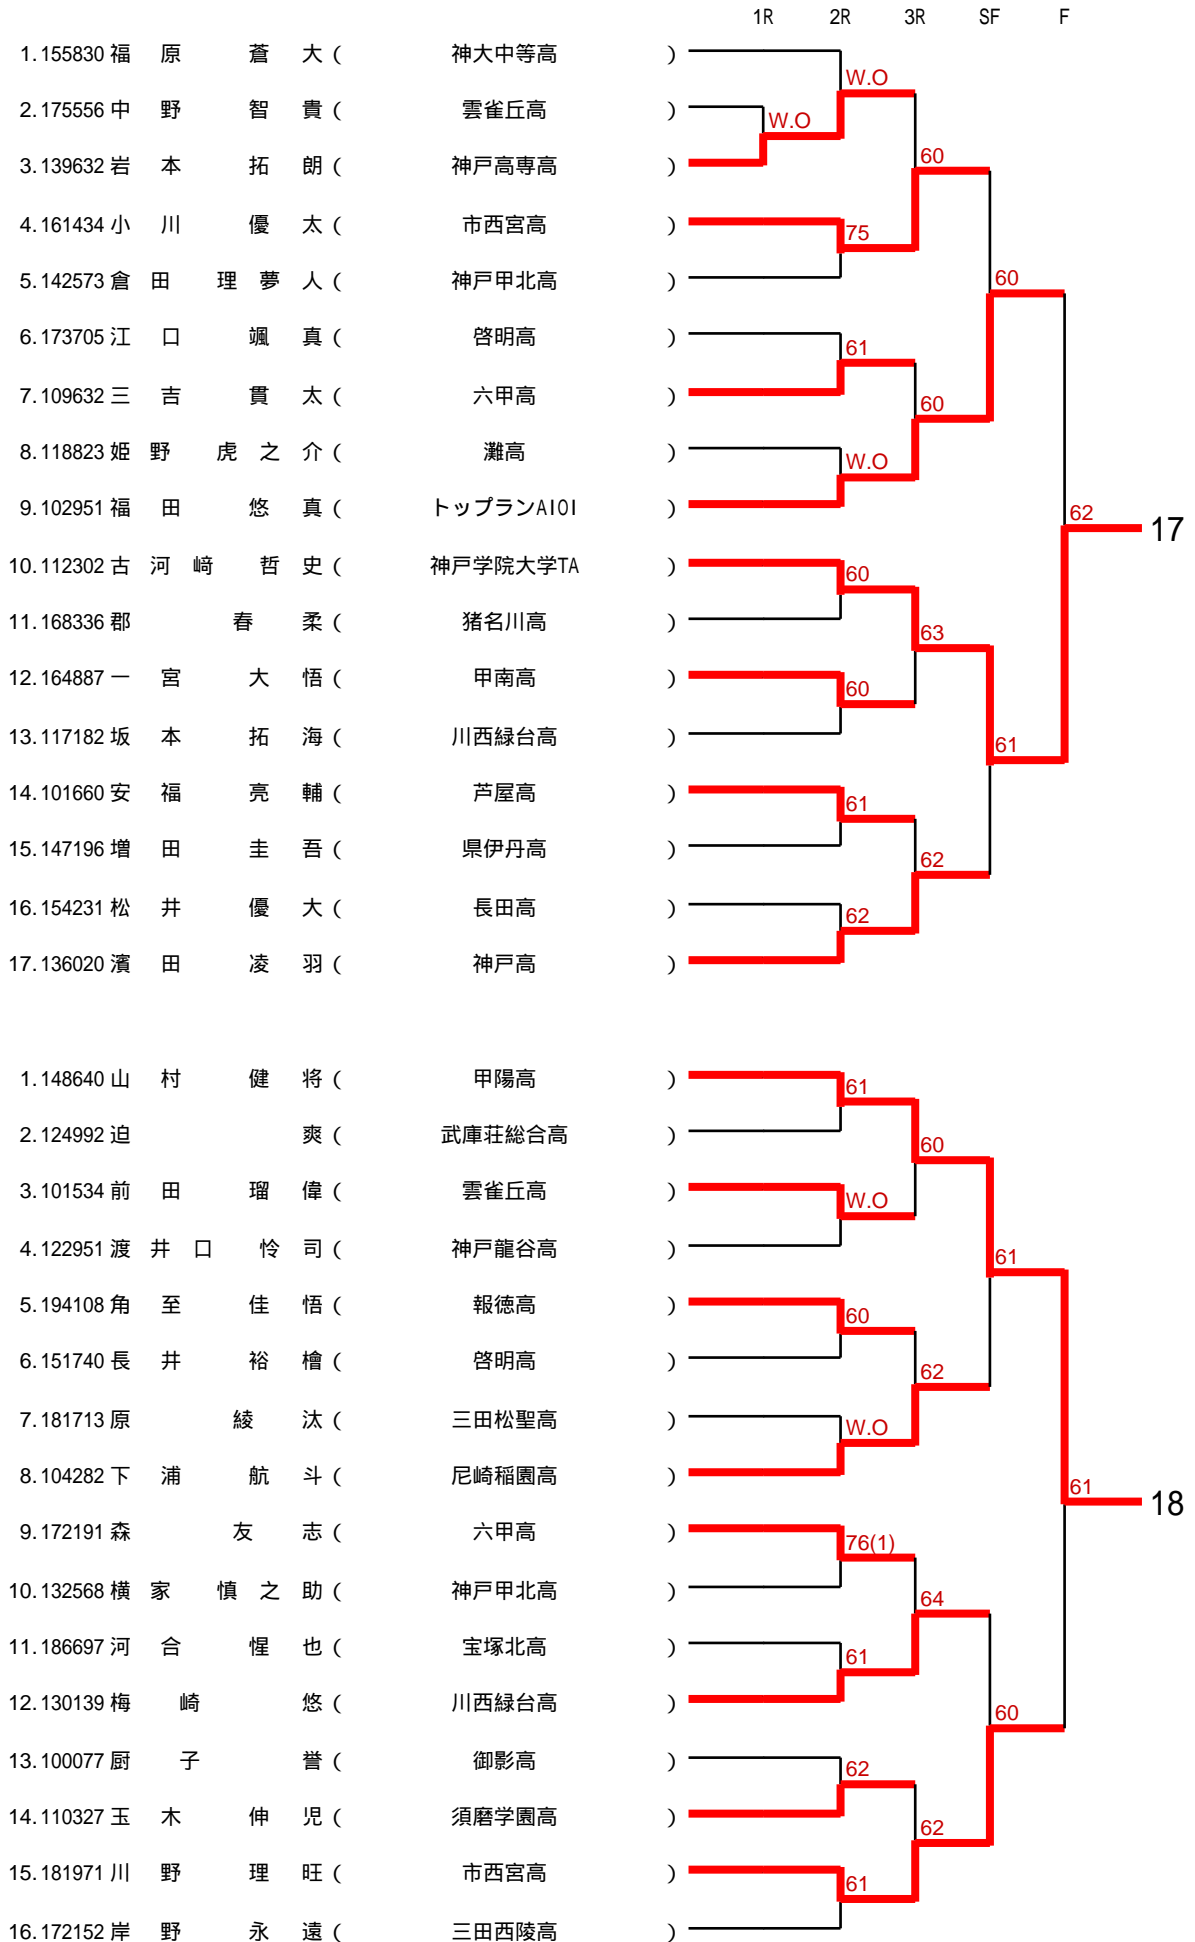 1R 2R 3R SF F
1.155830 福原 蒼大 ( 神大中等高 )
W.O
2.175556 中野 智貴 ( 雲雀丘高 )
W.O
3.139632 岩本 拓朗 ( 神戸高専高 )
60
4.161434 小川 優太 ( 市西宮高 )
75
5.142573 倉田 理夢人 ( 神戸甲北高 )
60
6.173705 江口 颯真 ( 啓明高 )
61
7.109632 三吉 貫太 ( 六甲高 )
60
8.118823 姫野 虎之介 ( 灘高 )
W.O
9.102951 福田 悠真 ( トップランAIOI )
62
17
10.112302 古河﨑 哲史 ( 神戸学院大学TA )
60
11.168336 郡 春柔 ( 猪名川高 )
63
12.164887 一宮 大悟 ( 甲南高 )
60
13.117182 坂本 拓海 ( 川西緑台高 )
61
14.101660 安福 亮輔 ( 芦屋高 )
61
15.147196 増田 圭吾 ( 県伊丹高 )
62
16.154231 松井 優大 ( 長田高 )
62
17.136020 濱田 凌羽 ( 神戸高 )
1.148640 山村 健将 ( 甲陽高 )
61
2.124992 迫 爽 ( 武庫荘総合高 )
60
3.101534 前田 瑠偉 ( 雲雀丘高 )
W.O
4.122951 渡井口 怜司 ( 神戸龍谷高 )
61
5.194108 角至 佳悟 ( 報徳高 )
60
6.151740 長井 裕檜 ( 啓明高 )
62
7.181713 原 綾汰 ( 三田松聖高 )
W.O
8.104282 下浦 航斗 ( 尼崎稲園高 )
61
18
9.172191 森 友志 ( 六甲高 )
76(1)
10.132568 横家 慎之助 ( 神戸甲北高 )
64
11.186697 河合 惺也 ( 宝塚北高 )
61
12.130139 梅崎 悠 ( 川西緑台高 )
60
13.100077 厨子 誉 ( 御影高 )
62
14.110327 玉木 伸児 ( 須磨学園高 )
62
15.181971 川野 理旺 ( 市西宮高 )
61
16.172152 岸野 永遠 ( 三田西陵高 )